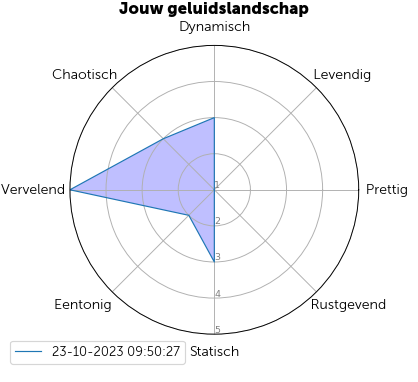 Jouw geluidslandschap
Dynamisch
Chaotisch
Levendig
Vervelend
1
Prettig
2
3
4
Eentonig
Rustgevend
5
23-10-2023 09:50:27
Statisch